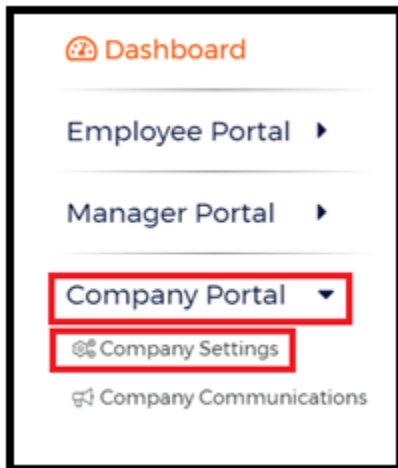 Dashboard
Employee Portal
Manager Portal
Company Portal
Company Settings
Company Communications